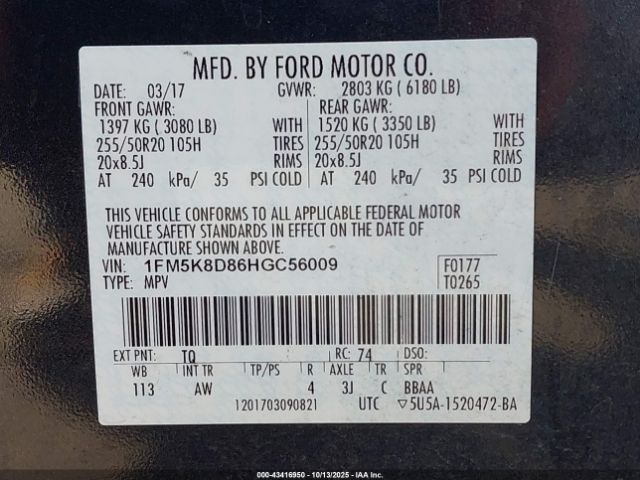 MFD. BY FORD MOTOR CO.
DATE: 03/17 GVWR: 2803 KG ( 6180 LB)
FRONT GAWR: REAR GAWR:
1397 KG ( 3080 LB) WITH 1520 KG ( 3350 LB) WITH
255/50R20 105H TIRES 255/50R20 105H TIRES
20x8.5J RIMS 20x8.5J RIMS
AT 240 kPa/ 35 PSI COLD AT 240 kPa/ 35 PSI COLD
THIS VEHICLE CONFORMS TO ALL APPLICABLE FEDERAL MOTOR
VEHICLE SAFETY STANDARDS IN EFFECT ON THE DATE OF
MANUFACTURE SHOWN ABOVE.
VIN: 1FM5K8D86HGC56009 F0177
TYPE: MPV T0265
EXT PNT: TQ RC: 74 DSO:
WB INT TR TP/PS R AXLE TR SPR
113 AW 4 3J C BBAA
1201703090821 UTC ▽5U5A-1520472-BA
000-43416950 - 10/13/2025 - IAAI.COM